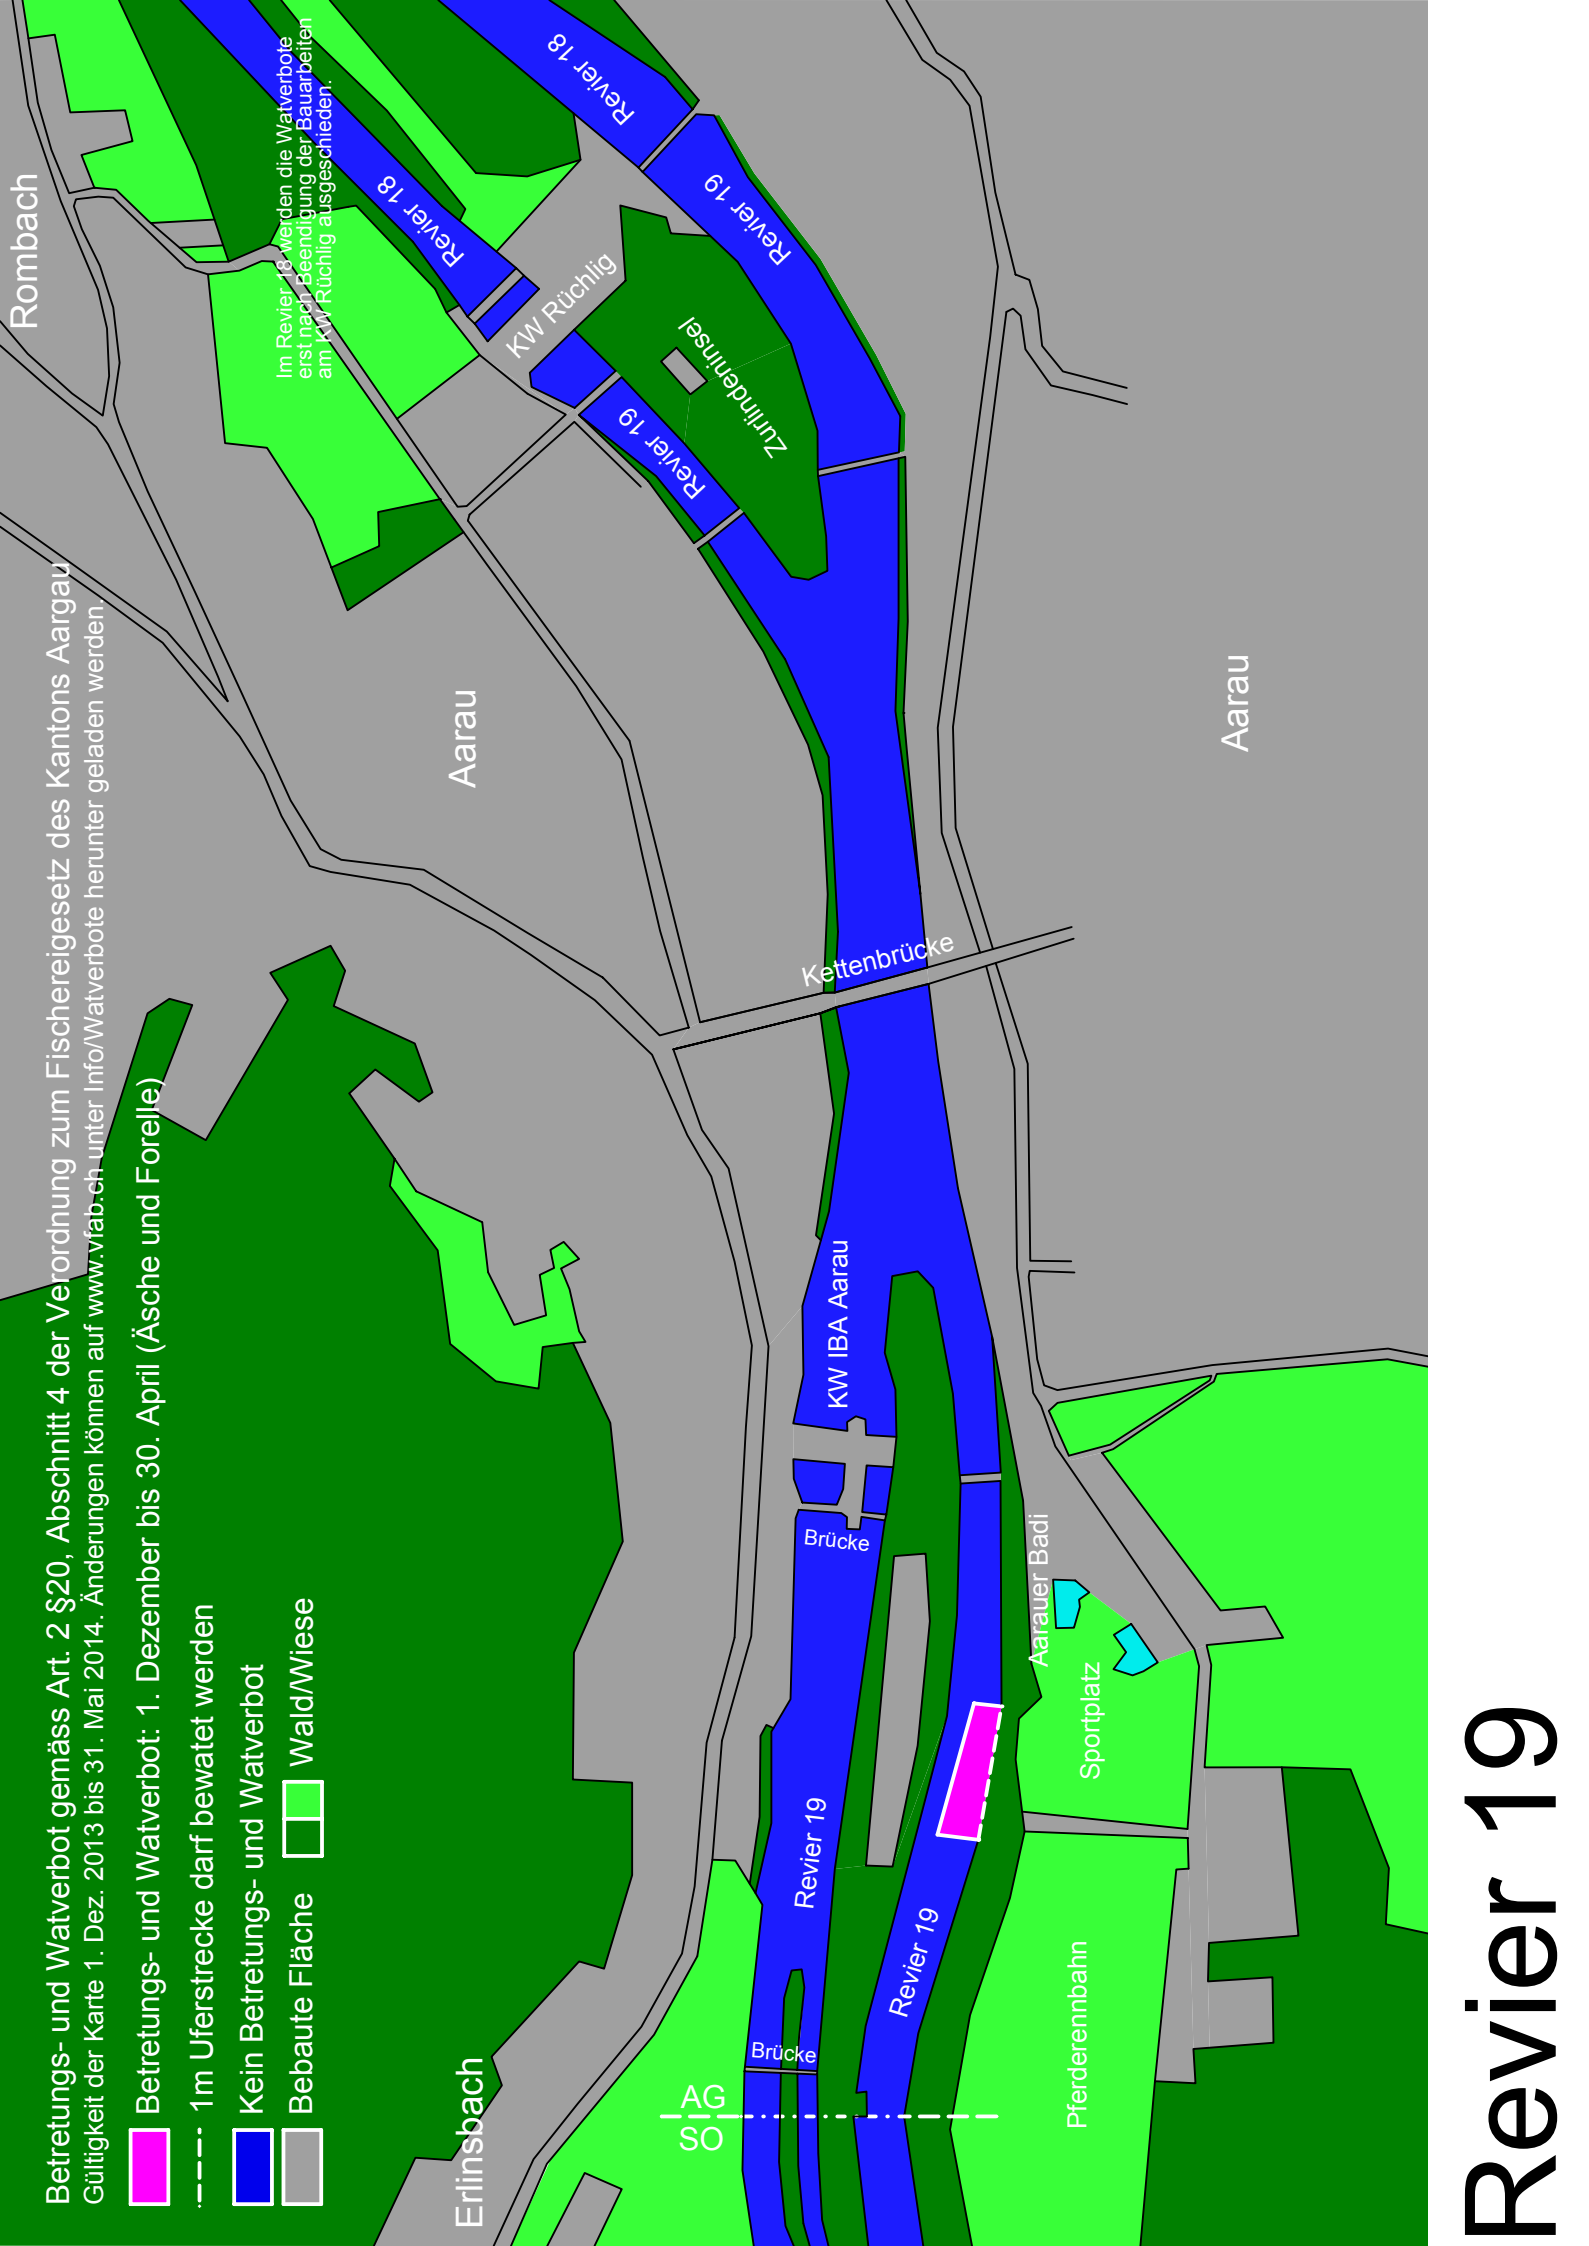 Betretungs- und Watverbot gemäss Art. 2 §20, Abschnitt 4 der Verordnung zum Fischereigesetz des Kantons Aargau
Gültigkeit der Karte 1. Dez. 2013 bis 31. Mai 2014. Änderungen können auf www.vfab.ch unter Info/Watverbote herunter geladen werden.
Betretungs- und Watverbot: 1. Dezember bis 30. April (Äsche und Forelle)
1m Uferstrecke darf bewatet werden
Kein Betretungs- und Watverbot
Bebaute Fläche
Wald/Wiese
Rombach
Im Revier 18 werden die Watverbote
erst nach Beendigung der Bauarbeiten
am KW Rüchlig ausgeschieden.
Revier 18
Revier 18
KW Rüchlig
Revier 19
Revier 19
Zurlindeninsel
Aarau
Aarau
Kettenbrücke
KW IBA Aarau
Brücke
Aarauer Badi
Sportplatz
Revier 19
Revier 19
Brücke
AG
SO
Erlinsbach
Pferderennbahn
Revier 19